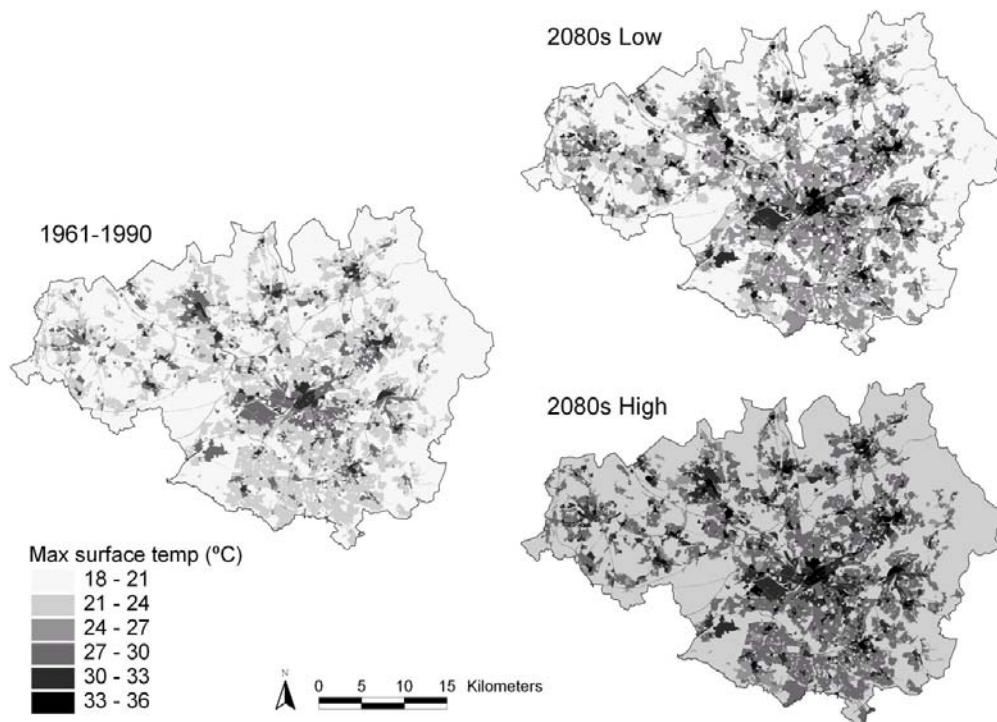 2080s Low
1961-1990
2080s High
Max surface temp (ºC)
18 - 21
21 - 24
24 - 27
27 - 30
30 - 33
33 - 36
N
0 5 10 15 Kilometers